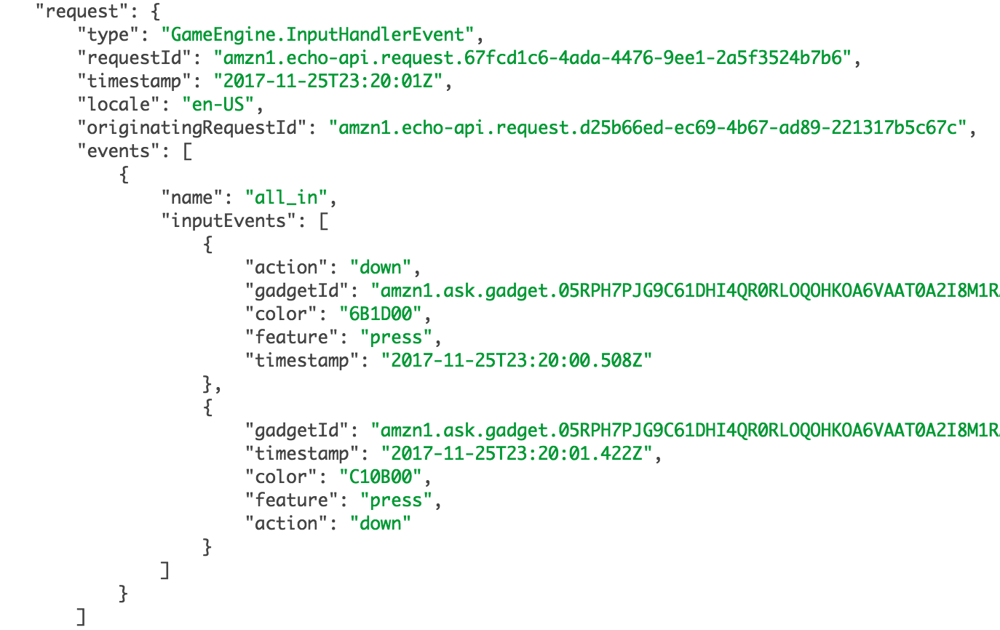 "request": {
"type": "GameEngine.InputHandlerEvent",
"requestId": "amzn1.echo-api.request.67fcd1c6-4ada-4476-9ee1-2a5f3524b7b6",
"timestamp": "2017-11-25T23:20:01Z",
"locale": "en-US",
"originatingRequestId": "amzn1.echo-api.request.d25b66ed-ec69-4b67-ad89-221317b5c67c",
"events": [
{
"name": "all_in",
"inputEvents": [
{
"action": "down",
"gadgetId": "amzn1.ask.gadget.05RPH7PJG9C61DHI4QR0RLOQOHKOA6VAAT0A2I8M1R
"color": "6B1D00",
"feature": "press",
"timestamp": "2017-11-25T23:20:00.508Z"
},
{
"gadgetId": "amzn1.ask.gadget.05RPH7PJG9C61DHI4QR0RLOQOHKOA6VAAT0A2I8M1R
"timestamp": "2017-11-25T23:20:01.422Z",
"color": "C10B00",
"feature": "press",
"action": "down"
}
]
}
]